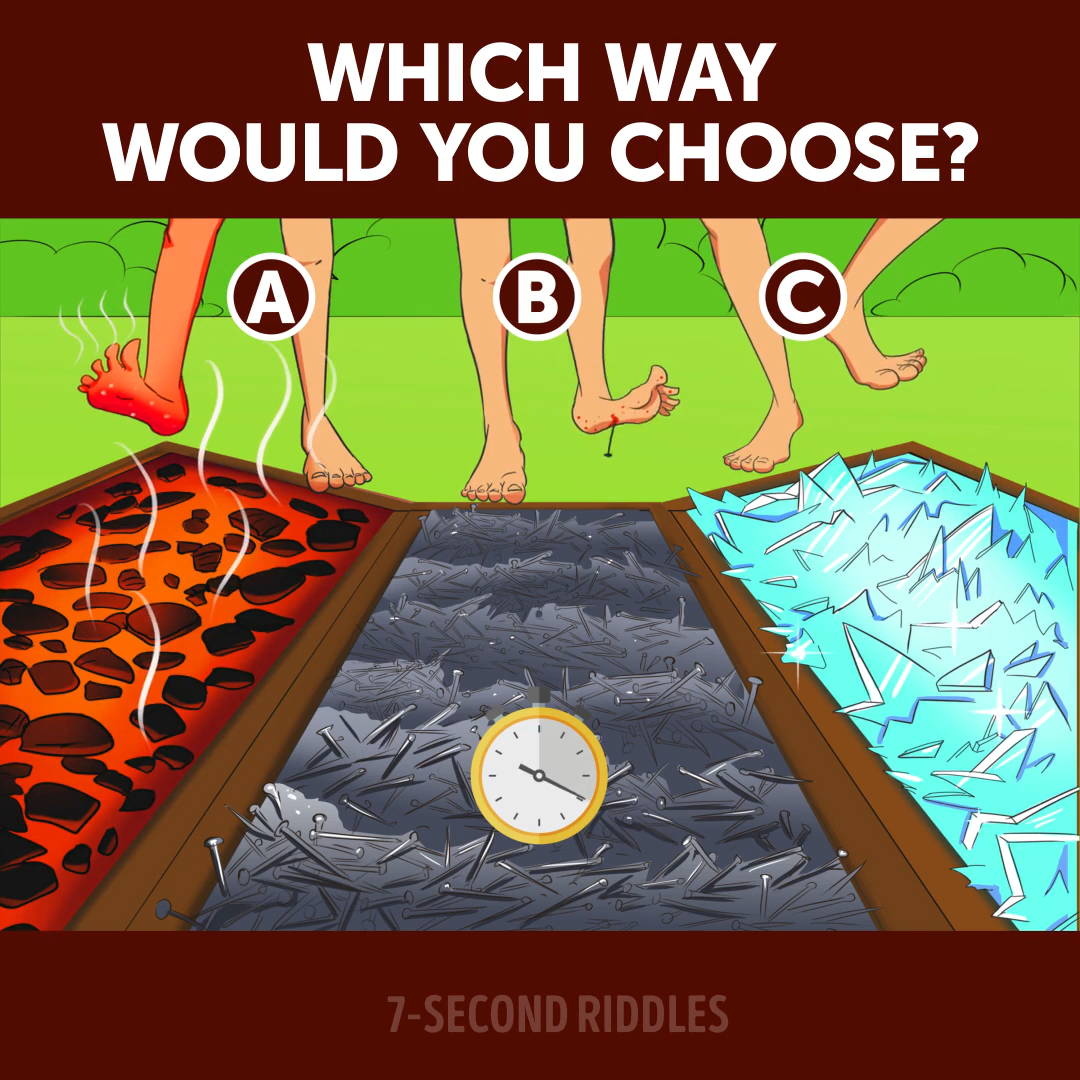 WHICH WAY
WOULD YOU CHOOSE?
A
B
C
7-SECOND RIDDLES